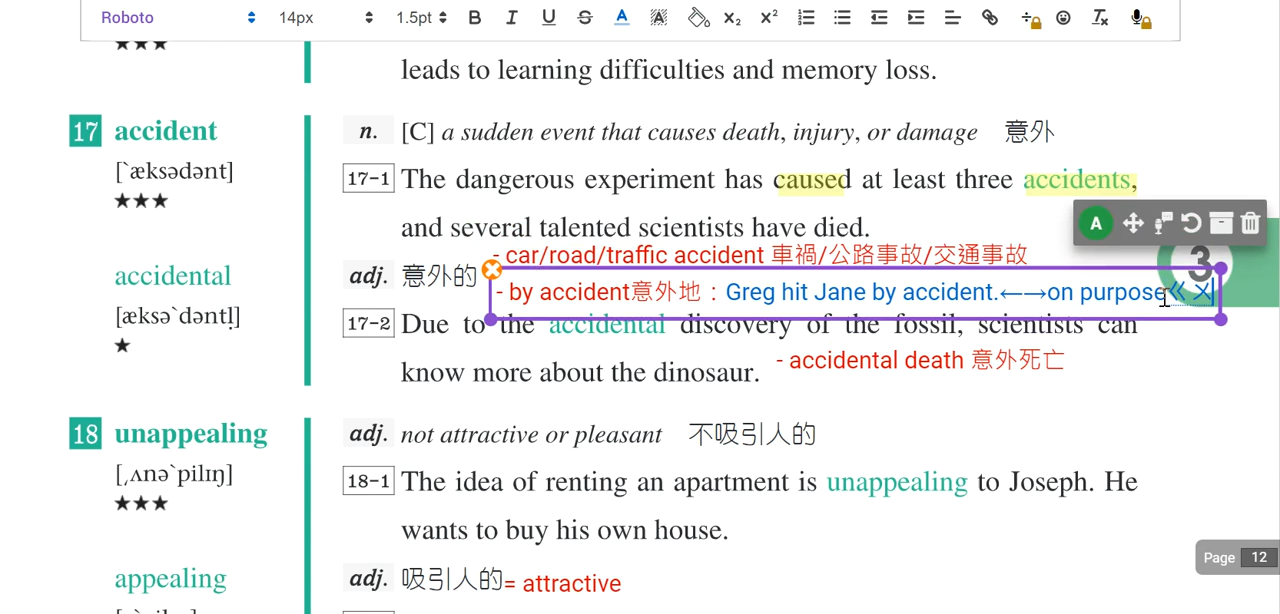 Roboto 14px 1.5pt B I U S A A X₂ X²
★★★
leads to learning difficulties and memory loss.
17 accident n. [C] a sudden event that causes death, injury, or damage 意外
[ˋæksədənt] 17-1 The dangerous experiment has caused at least three accidents,
★★★
A
and several talented scientists have died.
- car/road/traffic accident 車禍/公路事故/交通事故
3
accidental adj. 意外的
- by accident意外地：Greg hit Jane by accident.←→on purposeㄍㄨ
[æksəˋdəntl̩] 17-2 Due to the accidental discovery of the fossil, scientists can
★
- accidental death 意外死亡
know more about the dinosaur.
18 unappealing adj. not attractive or pleasant 不吸引人的
[ˌʌnəˋpilɪŋ] 18-1 The idea of renting an apartment is unappealing to Joseph. He
★★★
wants to buy his own house.
Page 12
appealing adj. 吸引人的= attractive